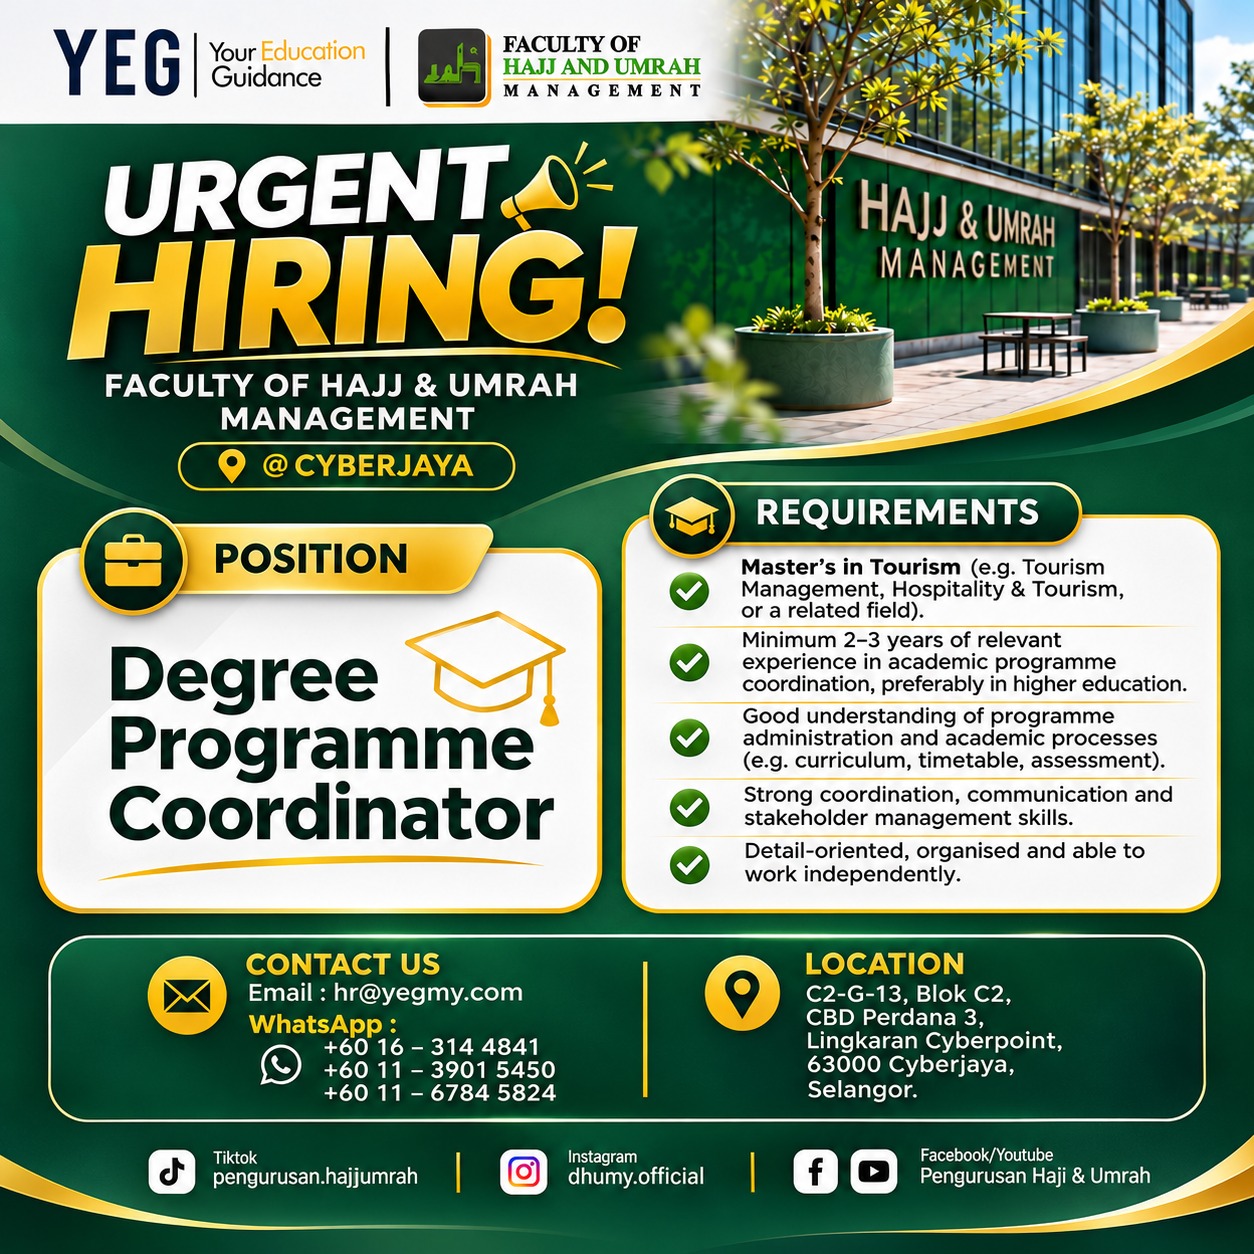 YEG
Your Education
Guidance
FACULTY OF
HAJJ AND UMRAH
MANAGEMENT
HAJJ & UMRAH
MANAGEMENT
URGENT
HIRING!
FACULTY OF HAJJ & UMRAH
MANAGEMENT
@ CYBERJAYA
POSITION
Degree
Programme
Coordinator
REQUIREMENTS
Master's in Tourism (e.g. Tourism
Management, Hospitality & Tourism,
or a related field).
Minimum 2–3 years of relevant
experience in academic programme
coordination, preferably in higher education.
Good understanding of programme
administration and academic processes
(e.g. curriculum, timetable, assessment).
Strong coordination, communication and
stakeholder management skills.
Detail-oriented, organised and able to
work independently.
CONTACT US
Email : hr@yegmy.com
WhatsApp :
+60 16 – 314 4841
+60 11 – 3901 5450
+60 11 – 6784 5824
LOCATION
C2-G-13, Blok C2,
CBD Perdana 3,
Lingkaran Cyberpoint,
63000 Cyberjaya,
Selangor.
Tiktok
pengurusan.hajjumrah
Instagram
dhumy.official
Facebook/Youtube
Pengurusan Haji & Umrah